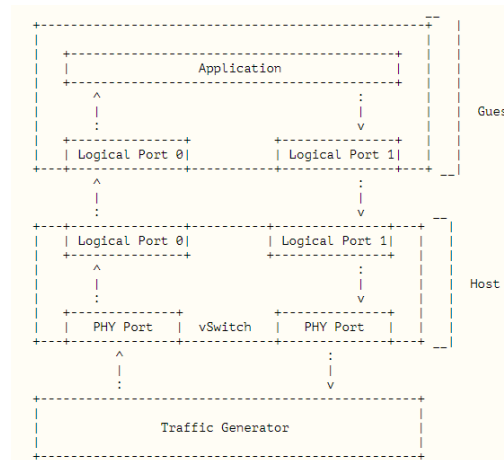 Application
Gues
Logical Port 0 Logical Port 1
Logical Port 0 Logical Port 1
Host
PHY Port vSwitch PHY Port
Traffic Generator